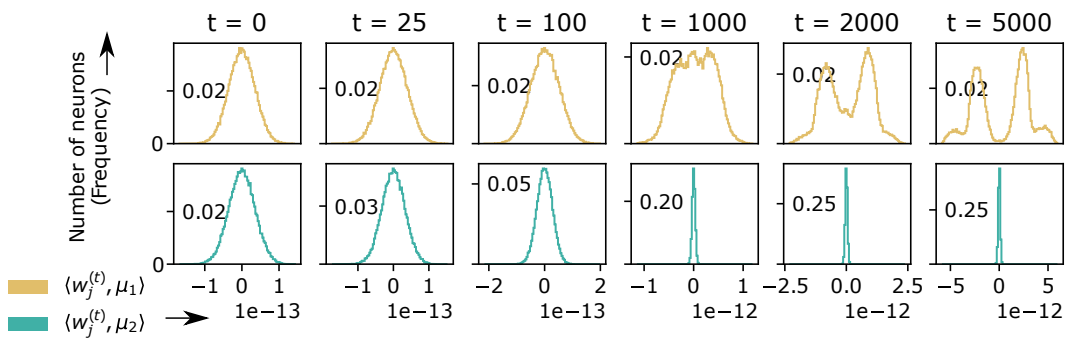 t = 0
t = 25
t = 100
t = 1000
t = 2000
t = 5000
Number of neurons
(Frequency)
0.02
0.02
0.02
0.02
0.02
0.02
0
0.02
0.03
0.05
0.20
0.25
0.25
0
−1 0 1
−1 0 1
−2 0 2
−1 0 1
−2.5 0.0 2.5
−5 0 5
1e−13
1e−13
1e−13
1e−12
1e−12
1e−12
⟨w_j^(t), μ₁⟩
⟨w_j^(t), μ₂⟩